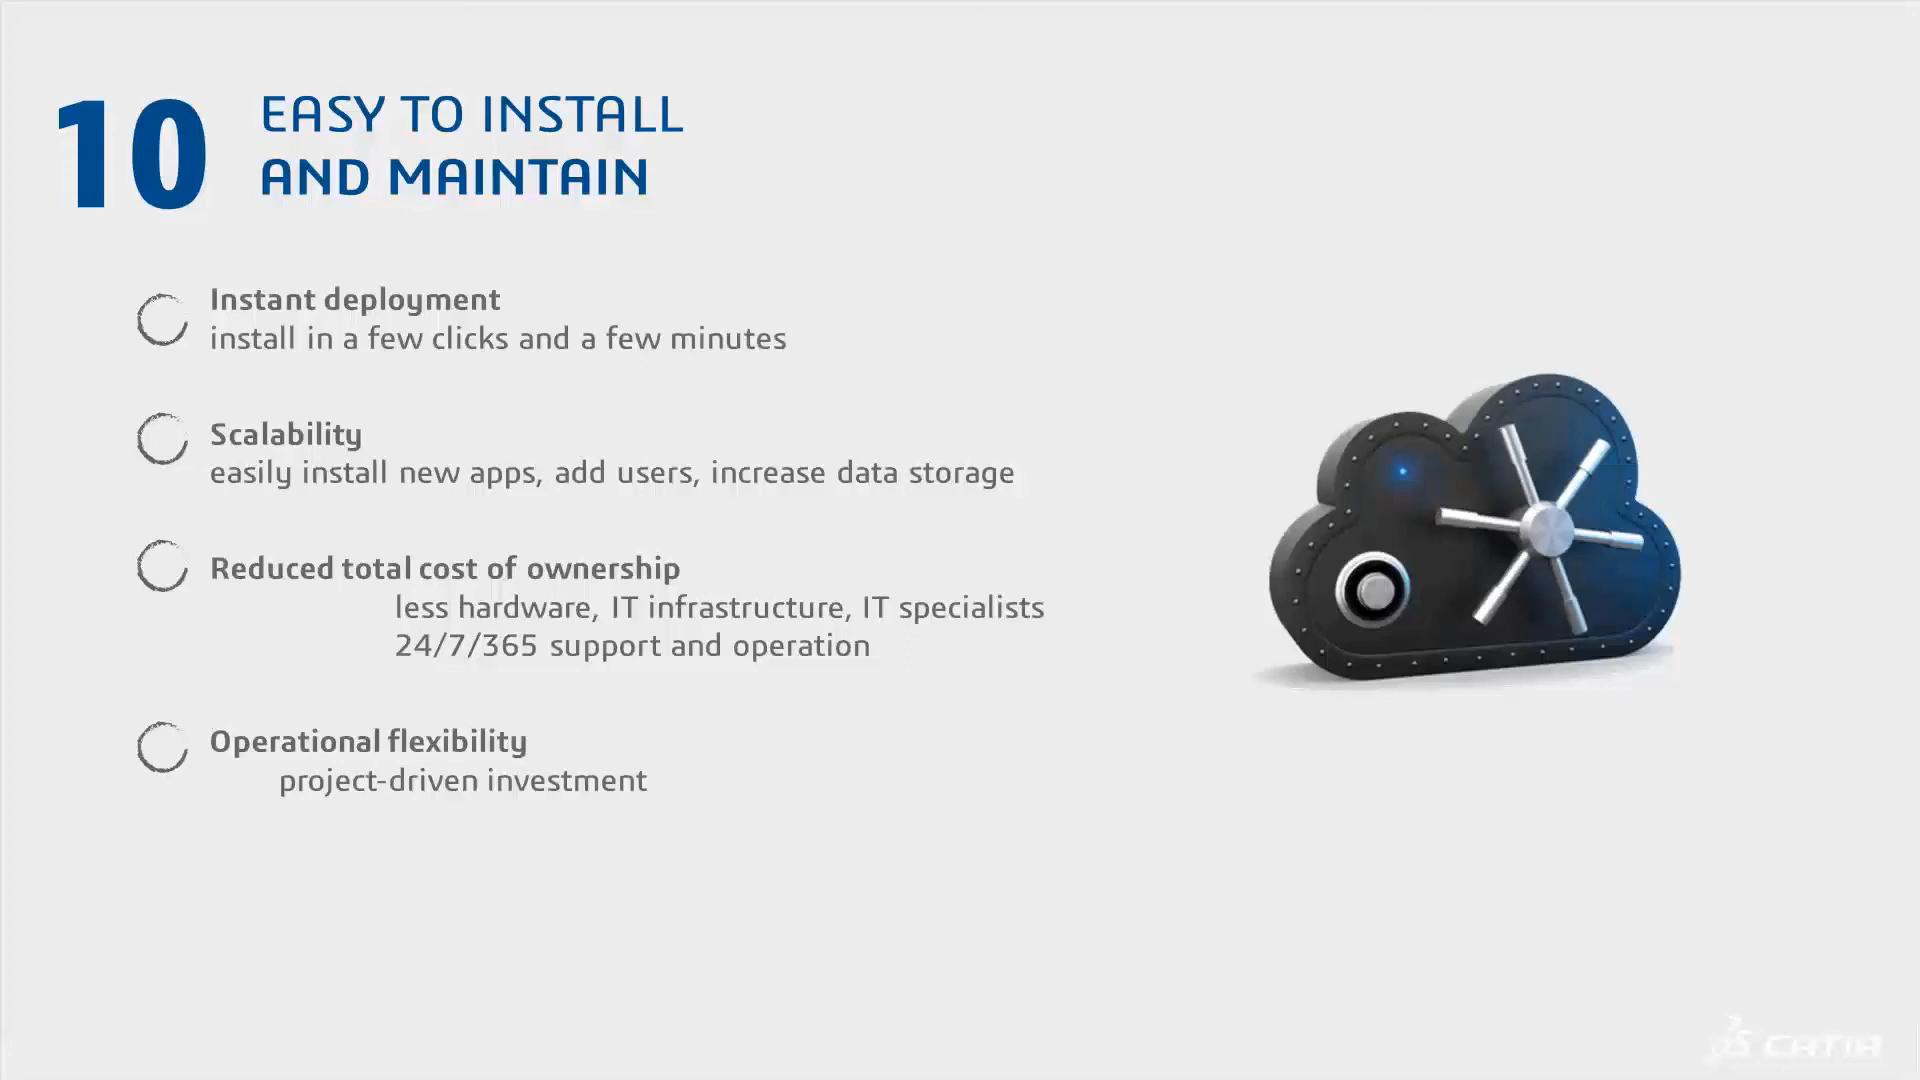 10
EASY TO INSTALL
AND MAINTAIN
Instant deployment
install in a few clicks and a few minutes
Scalability
easily install new apps, add users, increase data storage
Reduced total cost of ownership
less hardware, IT infrastructure, IT specialists
24/7/365 support and operation
Operational flexibility
project-driven investment
CATIA